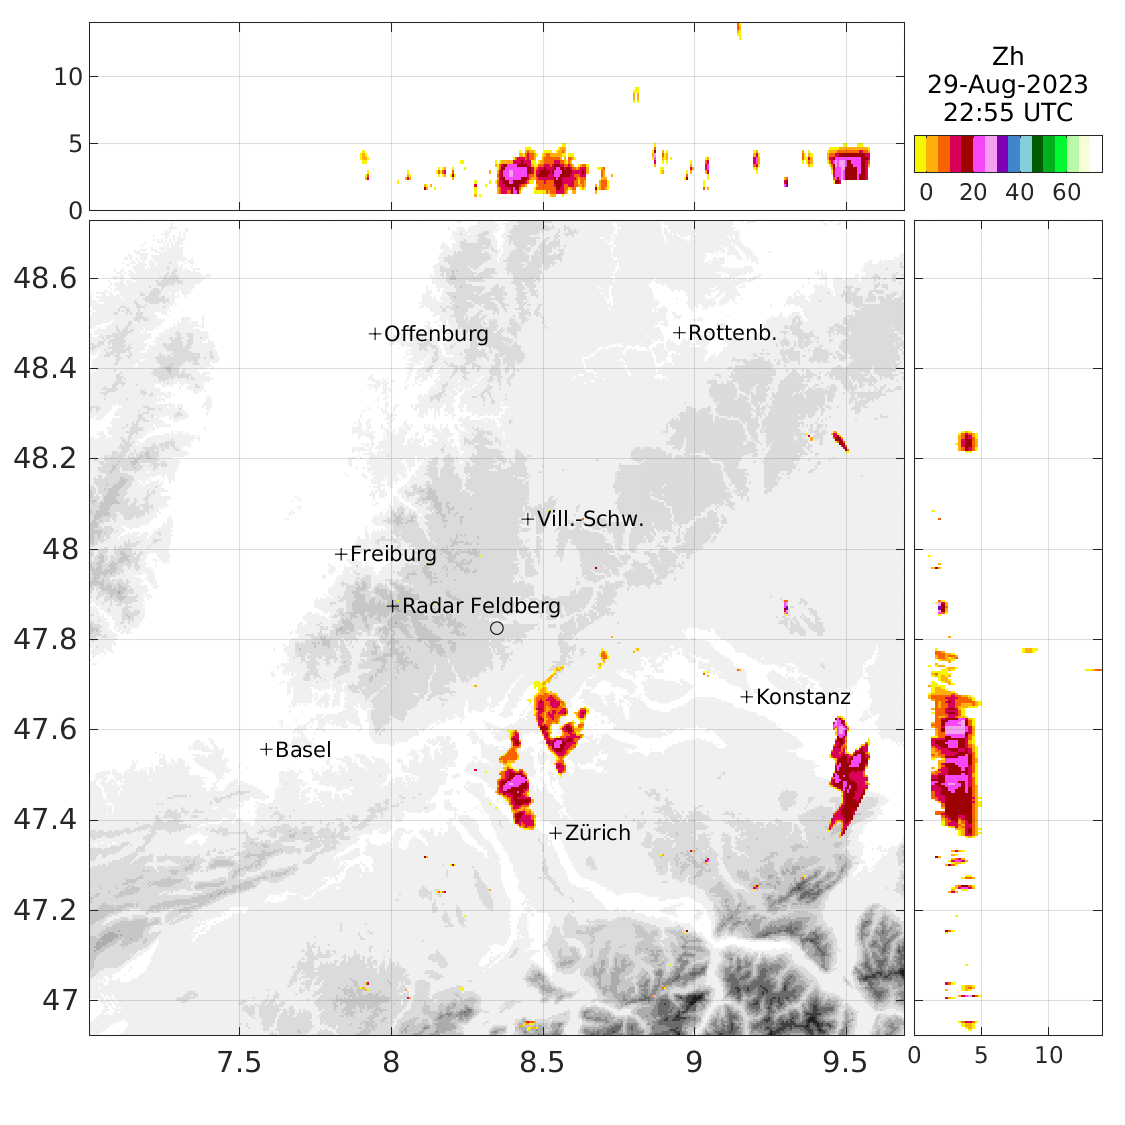 Zh
29-Aug-2023
22:55 UTC
0 20 40 60
10
5
0
48.6
48.4
48.2
48
47.8
47.6
47.4
47.2
47
Offenburg
Rottenb.
Vill.-Schw.
Freiburg
Radar Feldberg
Konstanz
Basel
Zürich
7.5 8 8.5 9 9.5
0 5 10